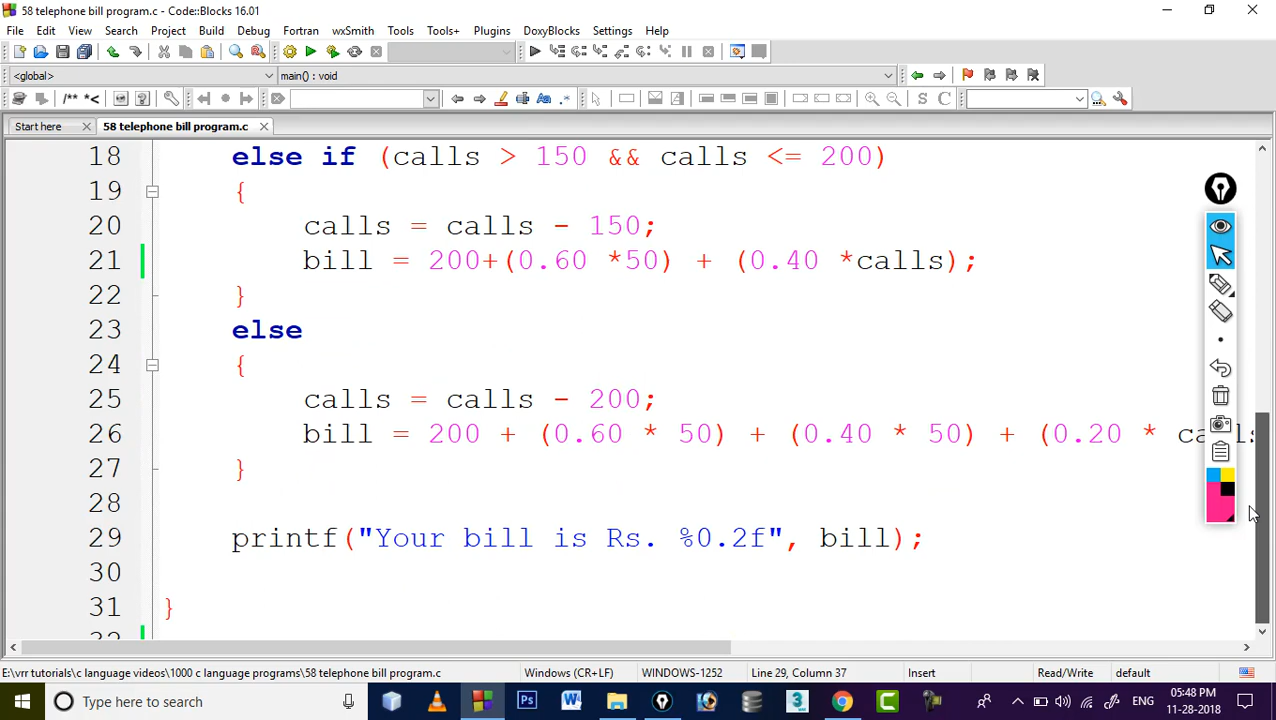 58 telephone bill program.c - Code::Blocks 16.01
File Edit View Search Project Build Debug Fortran wxSmith Tools Tools+ Plugins DoxyBlocks Settings Help
<global> main() : void
/** *<
S C
Start here 58 telephone bill program.c
18 else if (calls > 150 && calls <= 200)
19 {
20 calls = calls - 150;
21 bill = 200+(0.60 *50) + (0.40 *calls);
22 }
23 else
24 {
25 calls = calls - 200;
26 bill = 200 + (0.60 * 50) + (0.40 * 50) + (0.20 * calls
27 }
28
29 printf("Your bill is Rs. %0.2f", bill);
30
31 }
32
E:\vrr tutorials\c language videos\1000 c language programs\58 telephone bill program.c Windows (CR+LF) WINDOWS-1252 Line 29, Column 37 Insert Read/Write default
Type here to search ENG 05:48 PM
11-28-2018